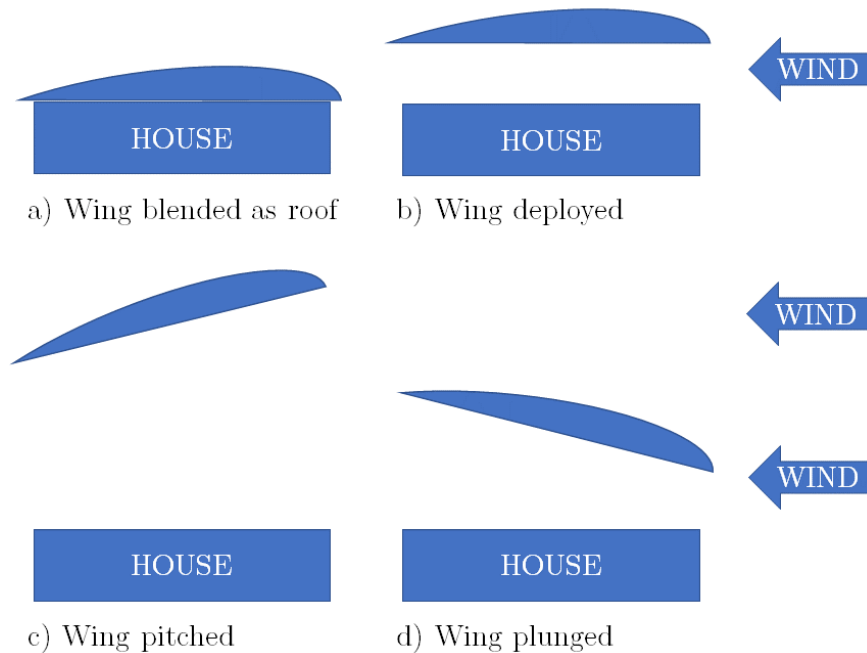 WIND
HOUSE
HOUSE
a) Wing blended as roof
b) Wing deployed
WIND
WIND
HOUSE
HOUSE
c) Wing pitched
d) Wing plunged